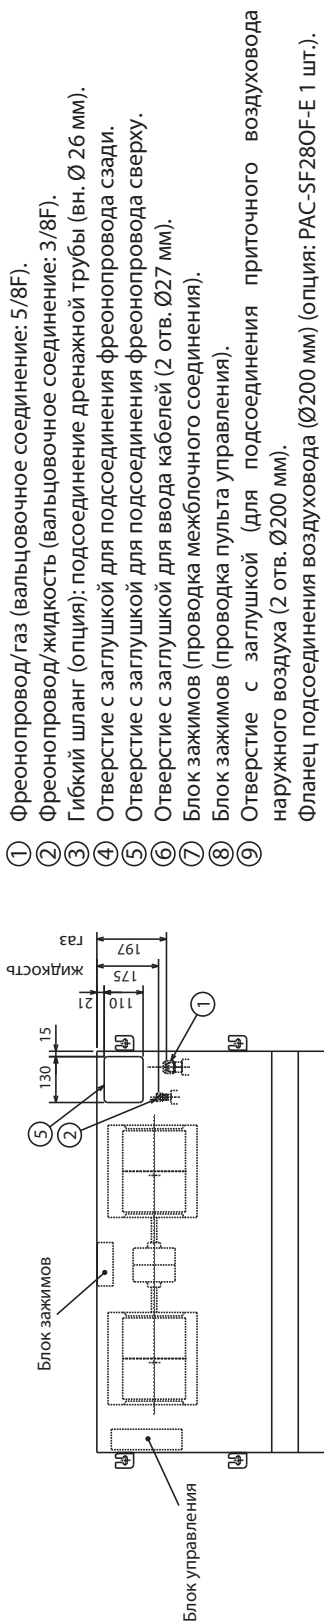 ① Фреонопровод/газ (вальцовочное соединение: 5/8F).
② Фреонопровод/жидкость (вальцовочное соединение: 3/8F).
③ Гибкий шланг (опция): подсоединение дренажной трубы (вн. Ø 26 мм).
④ Отверстие с заглушкой для подсоединения фреонопровода сзади.
⑤ Отверстие с заглушкой для подсоединения фреонопровода сверху.
⑥ Отверстие с заглушкой для ввода кабелей (2 отв. Ø27 мм).
⑦ Блок зажимов (проводка межблочного соединения).
⑧ Блок зажимов (проводка пульта управления).
⑨ Отверстие с заглушкой (для подсоединения приточного воздуховода
наружного воздуха (2 отв. Ø200 мм).
Фланец подсоединения воздуховода (Ø200 мм) (опция: PAC-SF28OF-E 1 шт.).
Блок управления
Блок зажимов
⑤
②
130
15
21
110
175
197
жидкость
газ
①